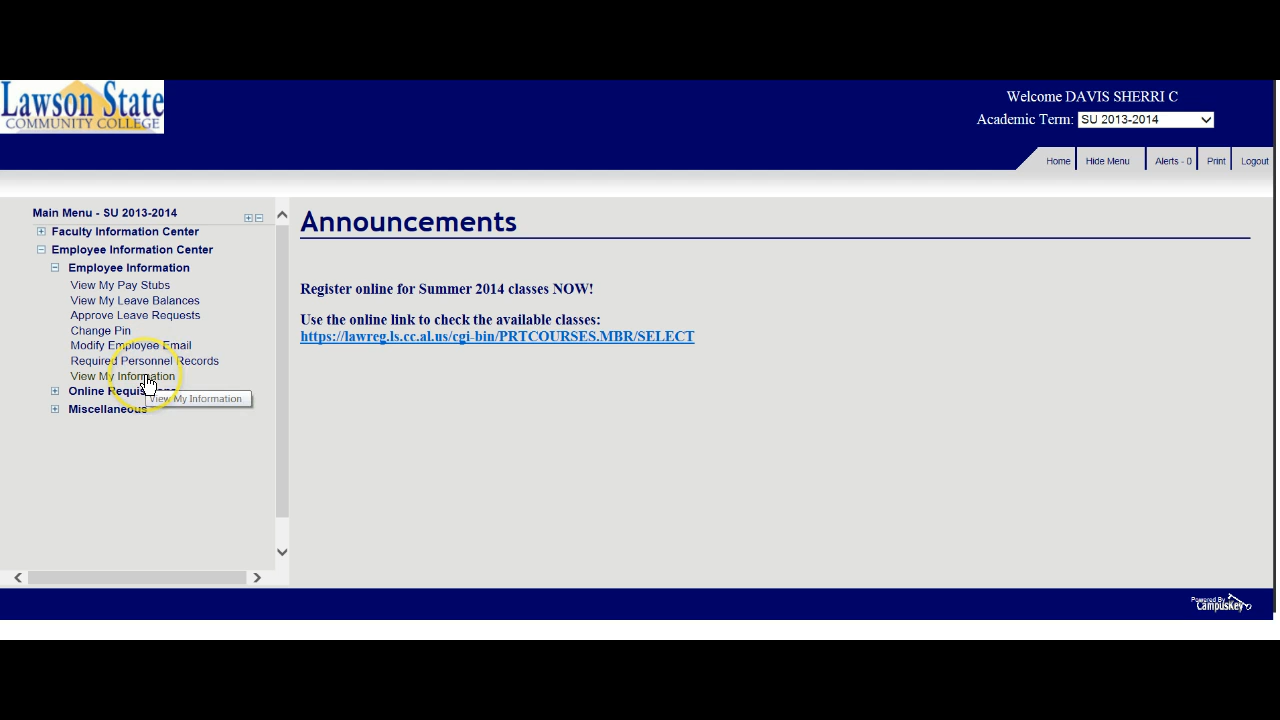 Lawson State
COMMUNITY COLLEGE
Welcome DAVIS SHERRI C
Academic Term: SU 2013-2014
Home Hide Menu Alerts - 0 Print Logout
Main Menu - SU 2013-2014
Faculty Information Center
Employee Information Center
Employee Information
View My Pay Stubs
View My Leave Balances
Approve Leave Requests
Change Pin
Modify Employee Email
Required Personnel Records
View My Information
Online
View My Information
Miscellaneous
Announcements
Register online for Summer 2014 classes NOW!
Use the online link to check the available classes:
https://lawreg.ls.cc.al.us/cgi-bin/PRTCOURSES.MBR/SELECT
Powered By
CampusKey